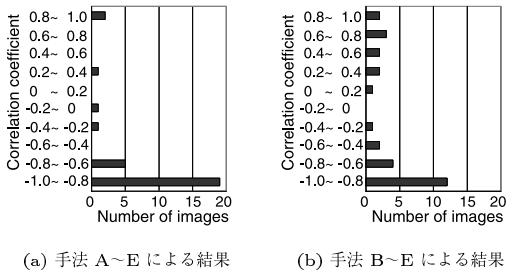 Correlation coefficient
0.8~ 1.0
0.6~ 0.8
0.4~ 0.6
0.2~ 0.4
0 ~ 0.2
-0.2~ 0
-0.4~ -0.2
-0.6~ -0.4
-0.8~ -0.6
-1.0~ -0.8
0 5 10 15 20
Number of images
(a) 手法 A~E による結果
Correlation coefficient
0.8~ 1.0
0.6~ 0.8
0.4~ 0.6
0.2~ 0.4
0 ~ 0.2
-0.2~ 0
-0.4~ -0.2
-0.6~ -0.4
-0.8~ -0.6
-1.0~ -0.8
0 5 10 15 20
Number of images
(b) 手法 B~E による結果